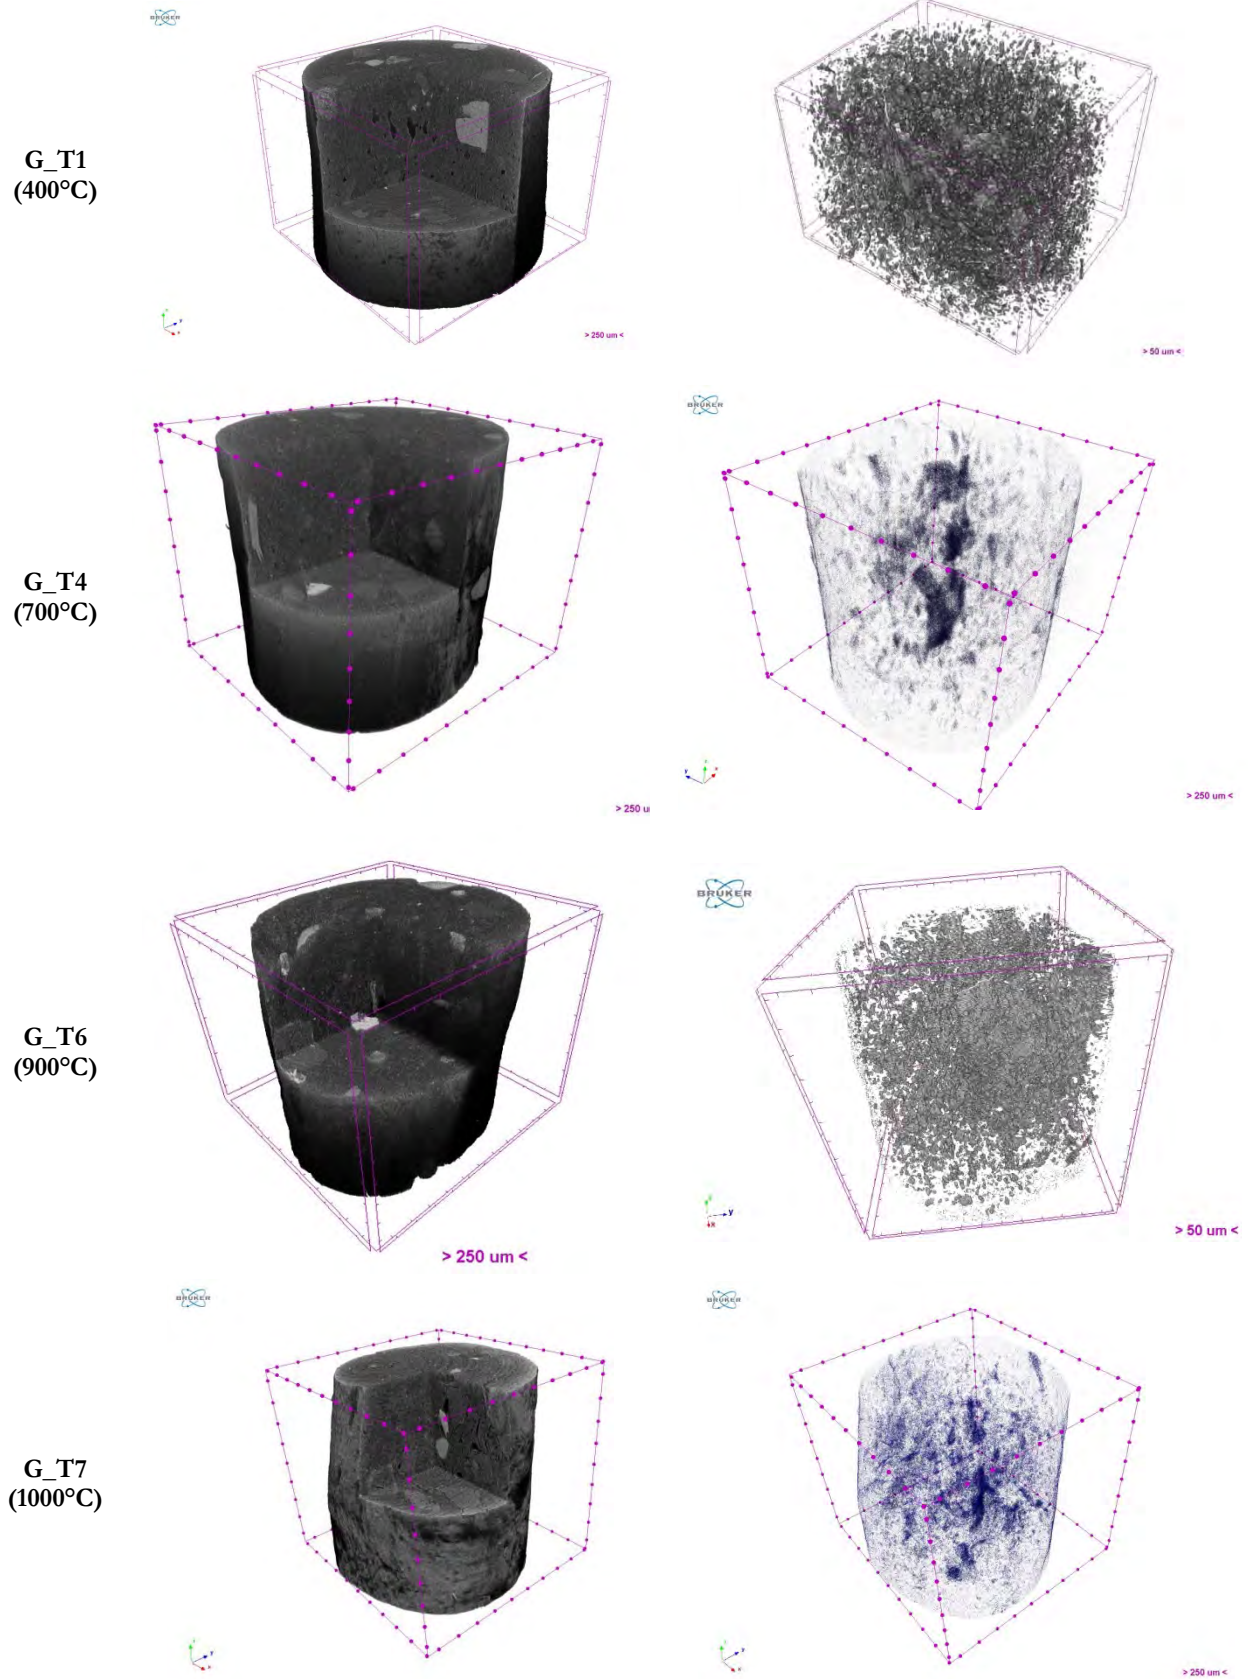 BRUKER
G_T1
(400°C)
z
y
x
> 250 um <
> 50 um <
BRUKER
G_T4
(700°C)
y
z
x
> 250 u
> 250 um <
BRUKER
G_T6
(900°C)
z
y
x
> 250 um <
> 50 um <
BRUKER
BRUKER
G_T7
(1000°C)
z
y
x
z
y
x
> 250 um <